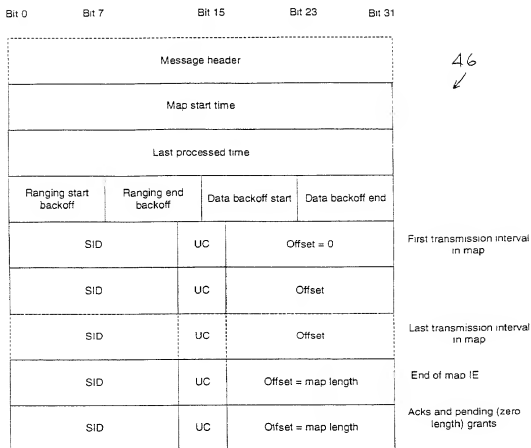 Bit 0 Bit 7 Bit 15 Bit 23 Bit 31
Message header
46
Map start time
Last processed time
Ranging start backoff Ranging end backoff Data backoff start Data backoff end
SID UC Offset = 0 First transmission interval in map
SID UC Offset
SID UC Offset Last transmission interval in map
SID UC Offset = map length End of map IE
SID UC Offset = map length Acks and pending (zero length) grants